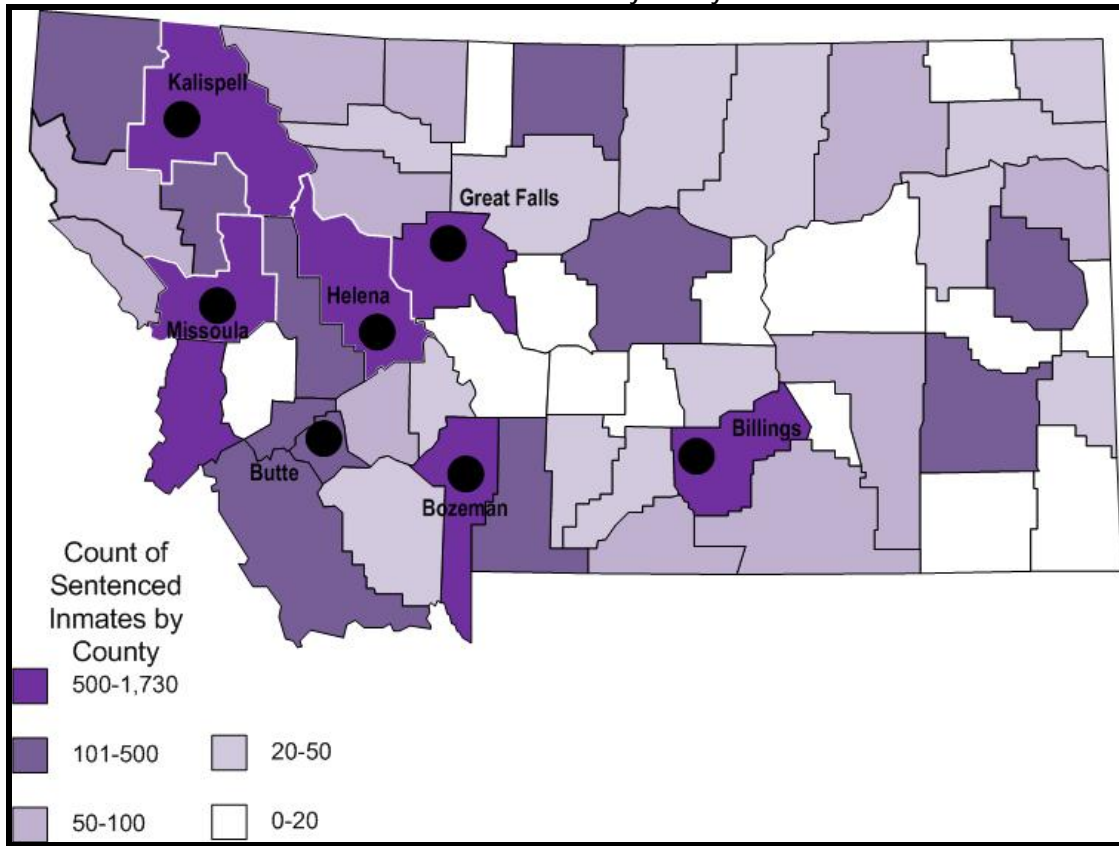 Kalispell
Great Falls
Helena
Missoula
Billings
Butte
Bozeman
Count of
Sentenced
Inmates by
County
500-1,730
101-500
20-50
50-100
0-20